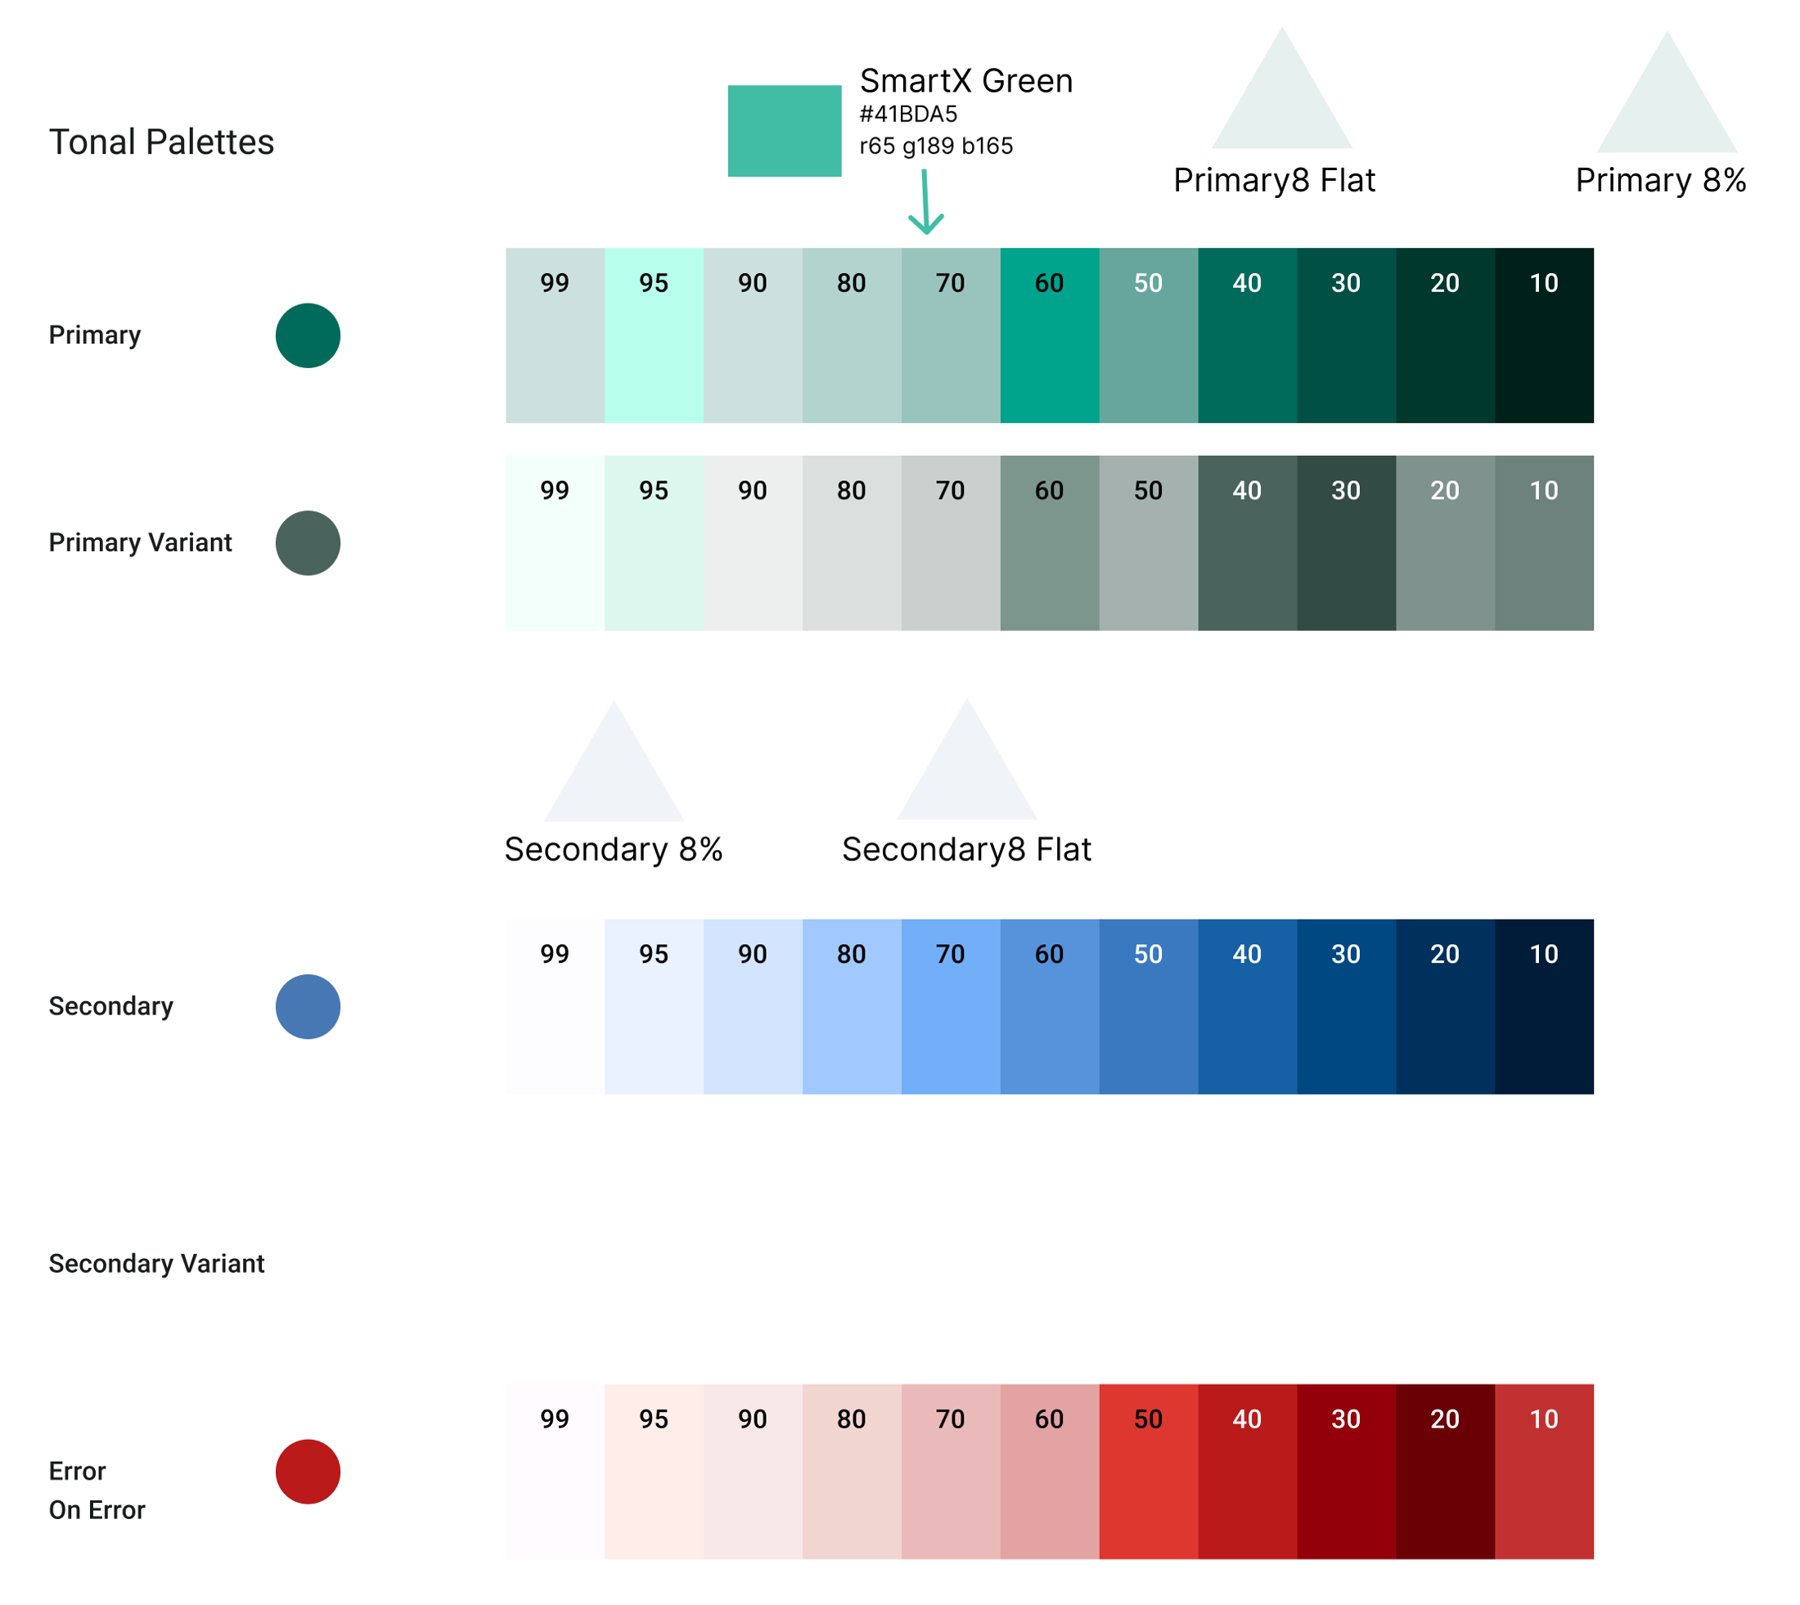 SmartX Green
#41BDA5
r65 g189 b165
Tonal Palettes
Primary8 Flat
Primary 8%
99 95 90 80 70 60 50 40 30 20 10
Primary
99 95 90 80 70 60 50 40 30 20 10
Primary Variant
Secondary 8%
Secondary8 Flat
99 95 90 80 70 60 50 40 30 20 10
Secondary
Secondary Variant
99 95 90 80 70 60 50 40 30 20 10
Error
On Error